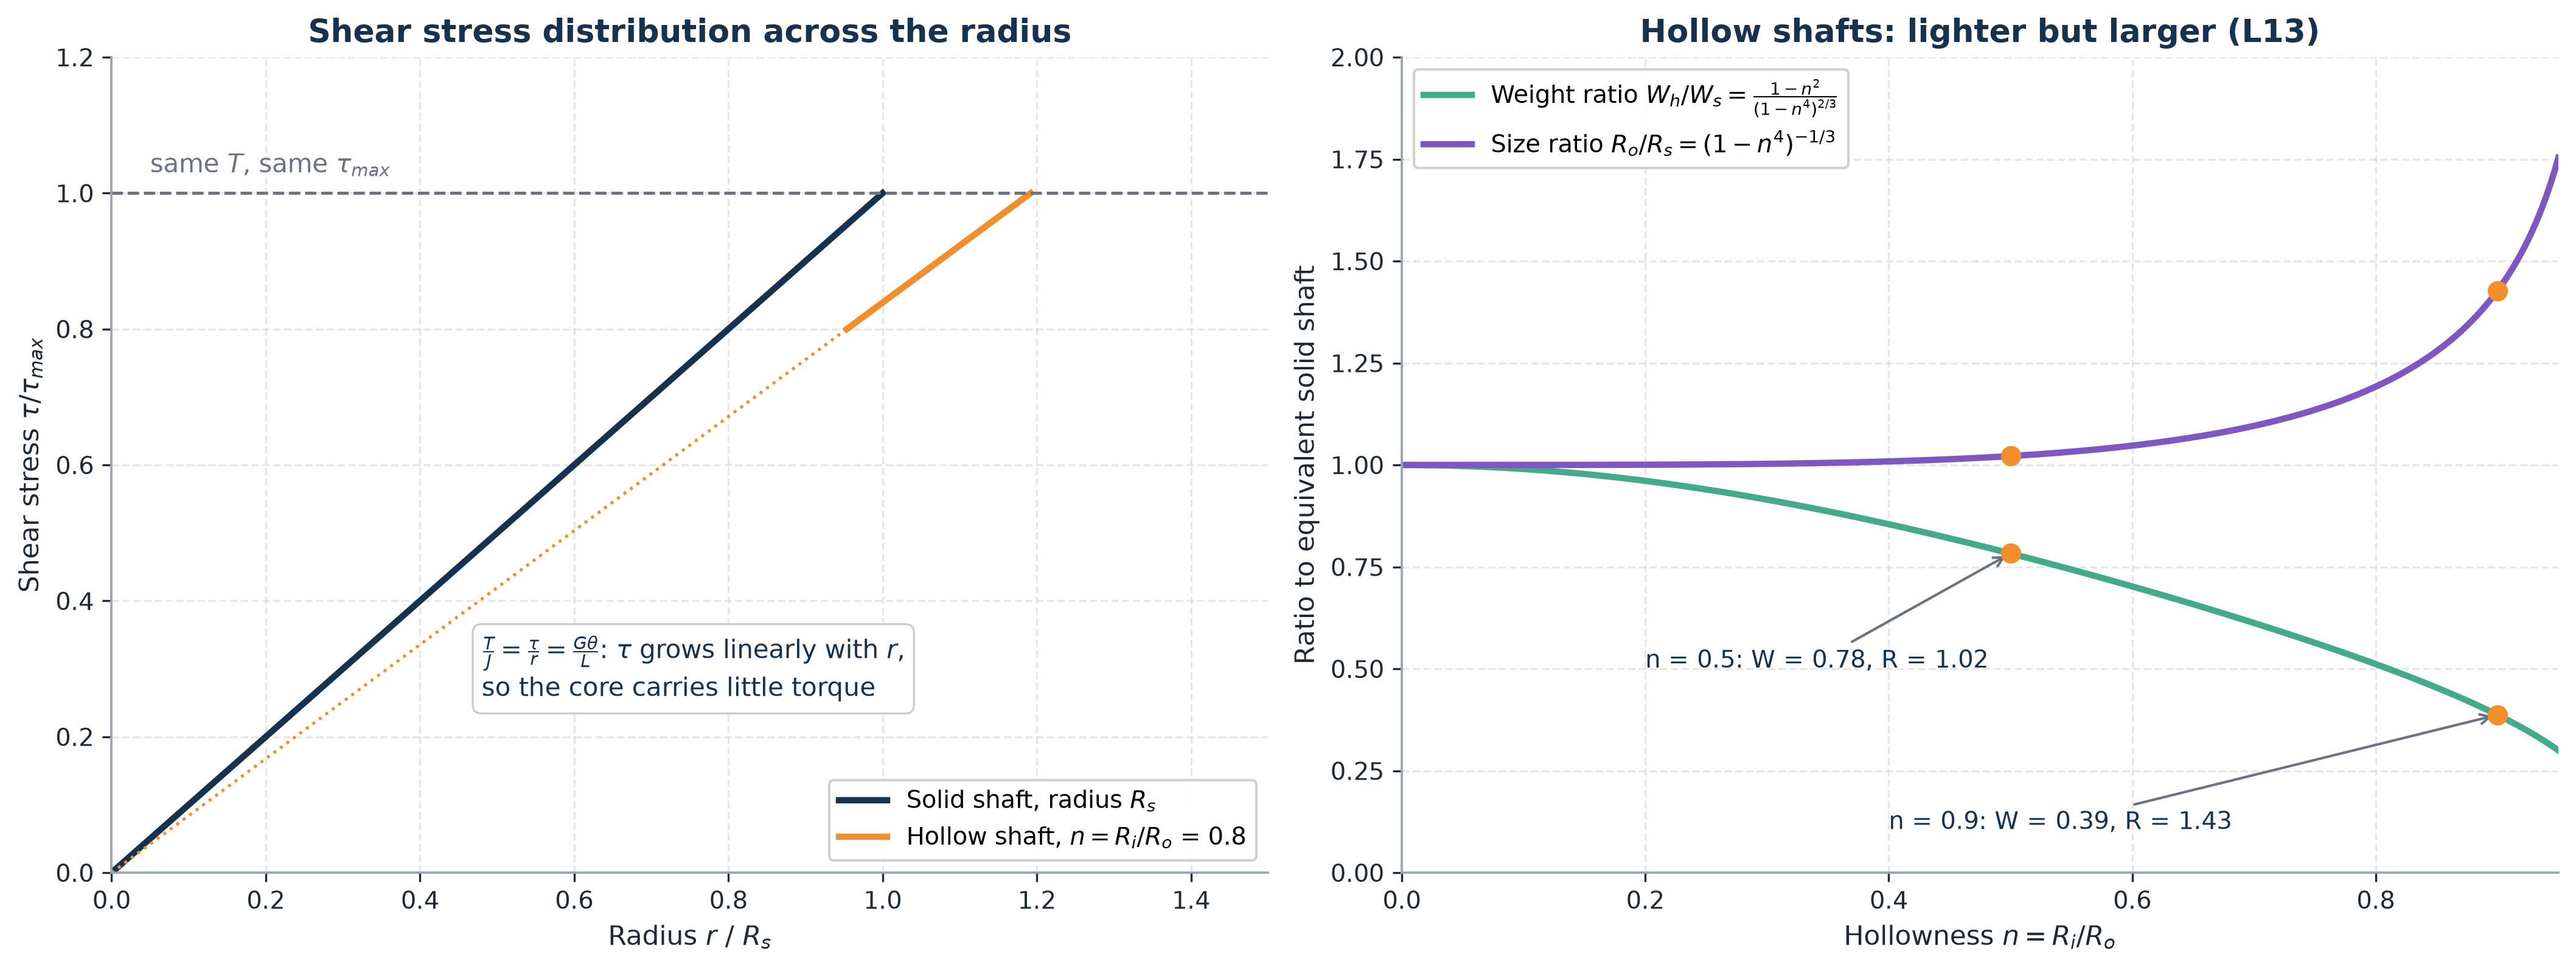 Shear stress distribution across the radius
1.2
1.0
0.8
0.6
0.4
0.2
0.0
Shear stress τ/τ_max
same T, same τ_max
T/J = τ/r = Gθ/L: τ grows linearly with r,
so the core carries little torque
Solid shaft, radius R_s
Hollow shaft, n = R_i/R_o = 0.8
0.0 0.2 0.4 0.6 0.8 1.0 1.2 1.4
Radius r / R_s
Hollow shafts: lighter but larger (L13)
2.00
1.75
1.50
1.25
1.00
0.75
0.50
0.25
0.00
Ratio to equivalent solid shaft
Weight ratio W_h/W_s = (1 − n²)/((1 − n⁴)^{2/3})
Size ratio R_o/R_s = (1 − n⁴)^{−1/3}
n = 0.5: W = 0.78, R = 1.02
n = 0.9: W = 0.39, R = 1.43
0.0 0.2 0.4 0.6 0.8
Hollowness n = R_i/R_o